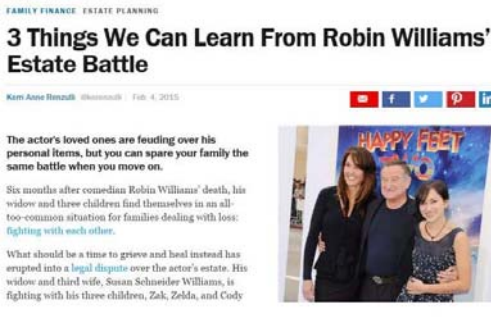 FAMILY FINANCE ESTATE PLANNING
3 Things We Can Learn From Robin Williams'
Estate Battle
Kerri Anne Renzulli @kerenzulli Feb. 4, 2015
f
in
The actor's loved ones are feuding over his
personal items, but you can spare your family the
same battle when you move on.
Six months after comedian Robin Williams' death, his
widow and three children find themselves in an all-
too-common situation for families dealing with loss:
fighting with each other.
What should be a time to grieve and heal instead has
erupted into a legal dispute over the actor's estate. His
widow and third wife, Susan Schneider Williams, is
fighting with his three children, Zak, Zelda, and Cody
HAPPY FEET